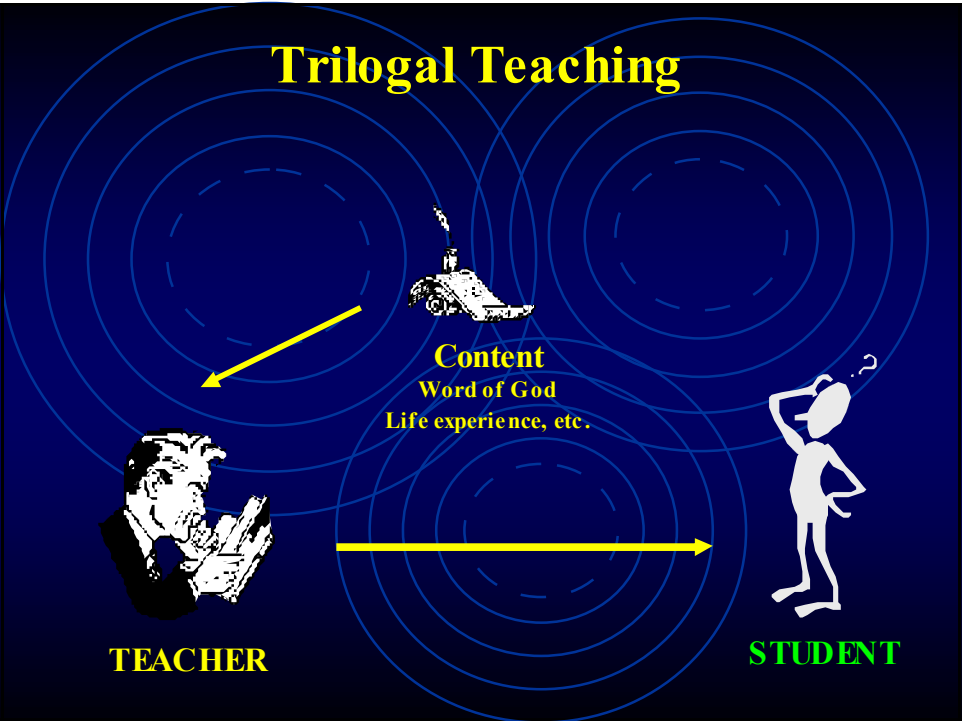 Trilogal Teaching
Content
Word of God
Life experience, etc.
?
TEACHER
STUDENT